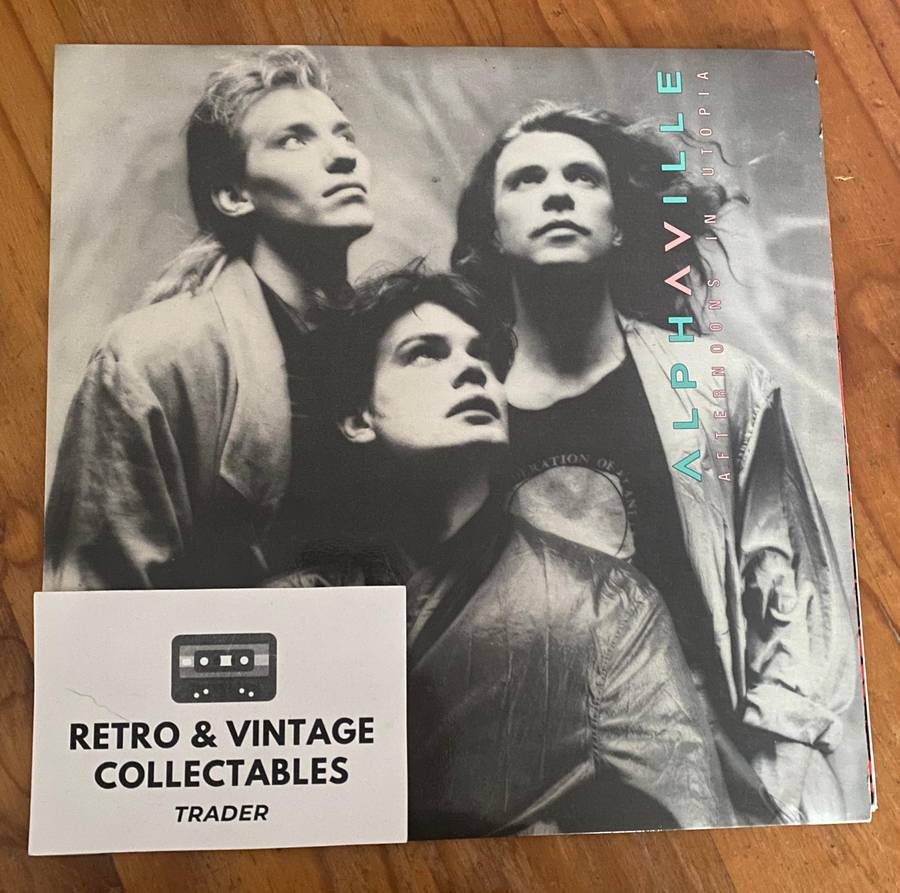 ALPHAVILLE
AFTERNOONS IN UTOPIA
RETRO & VINTAGE
COLLECTABLES
TRADER